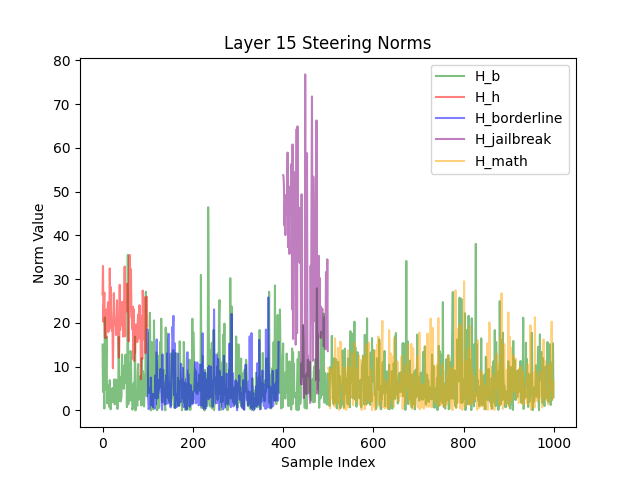 Layer 15 Steering Norms
80
70
60
50
40
30
20
10
0
Norm Value
H_b
H_h
H_borderline
H_jailbreak
H_math
0
200
400
600
800
1000
Sample Index